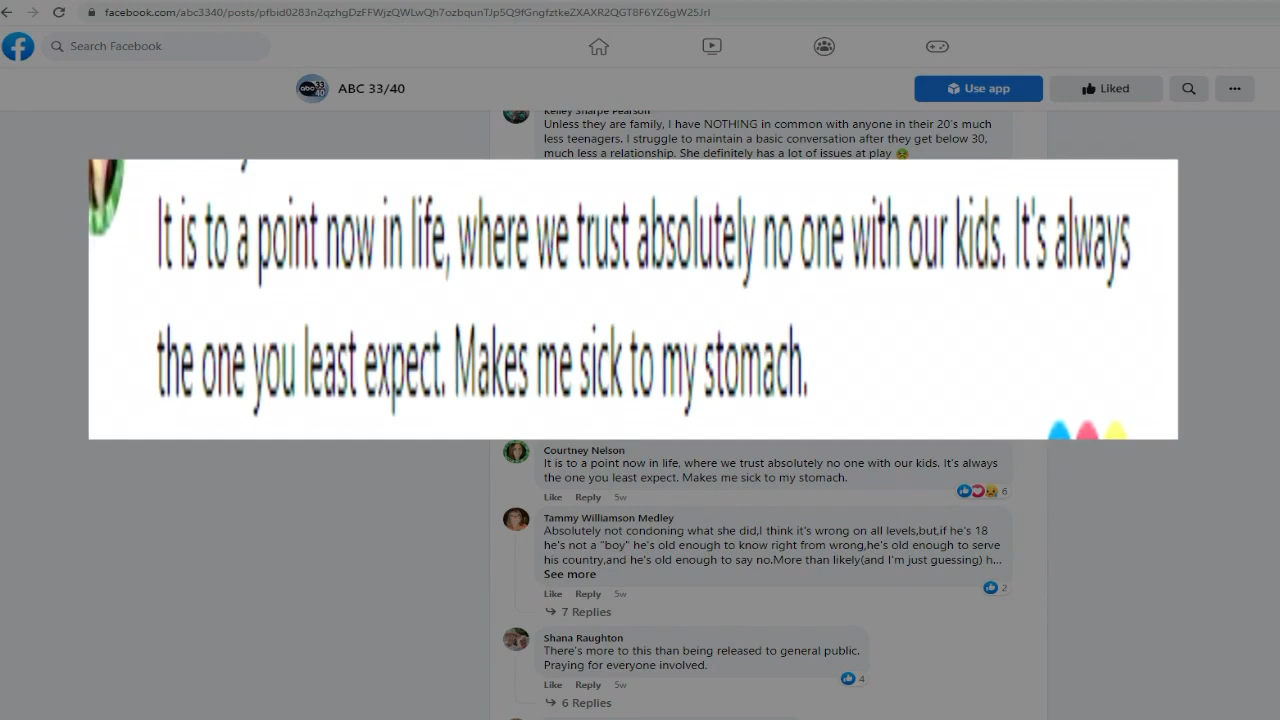 facebook.com/abc3340/posts/pfbid0283n2qzhgDzFFWjzQWLwQh7ozbqunTJp5Q9fGngfztkeZXAXR2QGT8F6YZ6gW25Jrl
Search Facebook
ABC 33/40
Use app
Liked
Kelley Sharpe Pearson
Unless they are family, I have NOTHING in common with anyone in their 20's much
less teenagers. I struggle to maintain a basic conversation after they get below 30,
much less a relationship. She definitely has a lot of issues at play
It is to a point now in life, where we trust absolutely no one with our kids. It's always
the one you least expect. Makes me sick to my stomach.
Courtney Nelson
It is to a point now in life, where we trust absolutely no one with our kids. It's always
the one you least expect. Makes me sick to my stomach.
6
Like Reply 5w
Tammy Williamson Medley
Absolutely not condoning what she did,I think it's wrong on all levels,but,if he's 18
he's not a "boy" he's old enough to know right from wrong,he's old enough to serve
his country,and he's old enough to say no.More than likely(and I'm just guessing) h...
See more
2
Like Reply 5w
7 Replies
Shana Raughton
There's more to this than being released to general public.
Praying for everyone involved.
4
Like Reply 5w
6 Replies